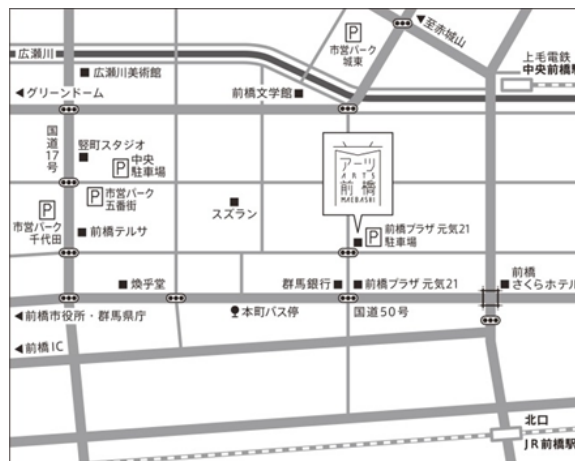 至赤城山
P
市営パーク
城東
広瀬川
広瀬川美術館
上毛電鉄
中央前橋駅
グリーンドーム
前橋文学館
国道17号
竪町スタジオ
P
中央
駐車場
アーツ
ARTS
前橋
MAEBASHI
P
市営パーク
五番街
P
市営パーク
千代田
スズラン
前橋テルサ
P
前橋プラザ 元気21
駐車場
煥乎堂
群馬銀行
前橋プラザ 元気21
前橋
さくらホテル
前橋市役所・群馬県庁
本町バス停
国道50号
前橋IC
北口
JR前橋駅